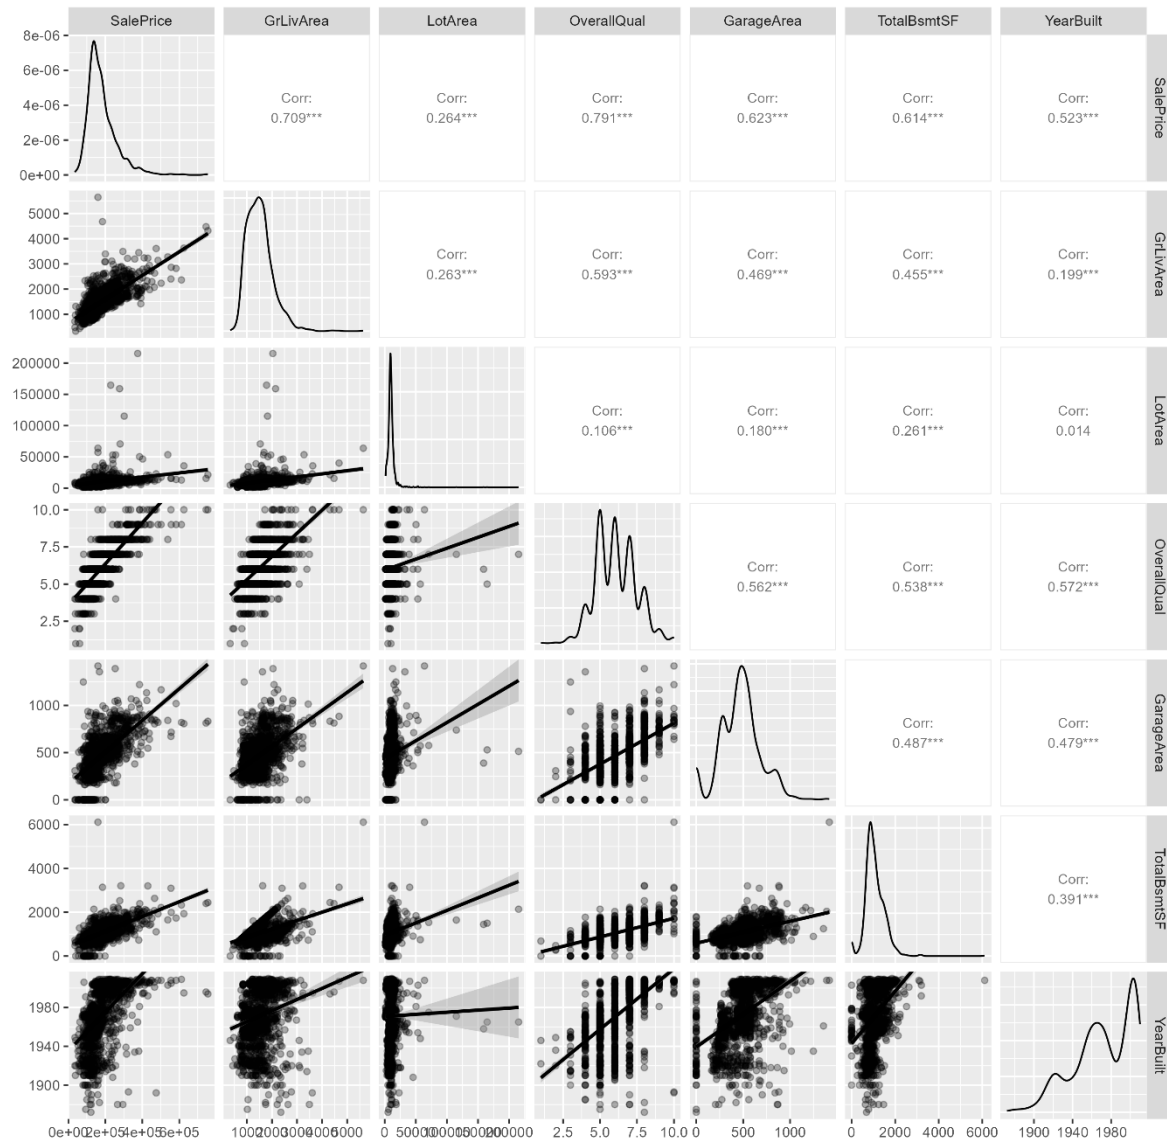 SalePrice GrLivArea LotArea OverallQual GarageArea TotalBsmtSF YearBuilt
8e-06
6e-06
4e-06
2e-06
0e+00
Corr:
0.709***
Corr:
0.264***
Corr:
0.791***
Corr:
0.623***
Corr:
0.614***
Corr:
0.523***
SalePrice
5000
4000
3000
2000
1000
Corr:
0.263***
Corr:
0.593***
Corr:
0.469***
Corr:
0.455***
Corr:
0.199***
GrLivArea
200000
150000
100000
50000
0
Corr:
0.106***
Corr:
0.180***
Corr:
0.261***
Corr:
0.014
LotArea
10.0
7.5
5.0
2.5
Corr:
0.562***
Corr:
0.538***
Corr:
0.572***
OverallQual
1000
500
0
Corr:
0.487***
Corr:
0.479***
GarageArea
6000
4000
2000
0
Corr:
0.391***
TotalBsmtSF
1980
1940
1900
YearBuilt
0e+00 2e+05 4e+05 6e+05 1000 2000 3000 4000 5000 0 50000 100000 150000 200000 2.5 5.0 7.5 10.0 0 500 1000 0 2000 4000 6000 1900 1940 1980